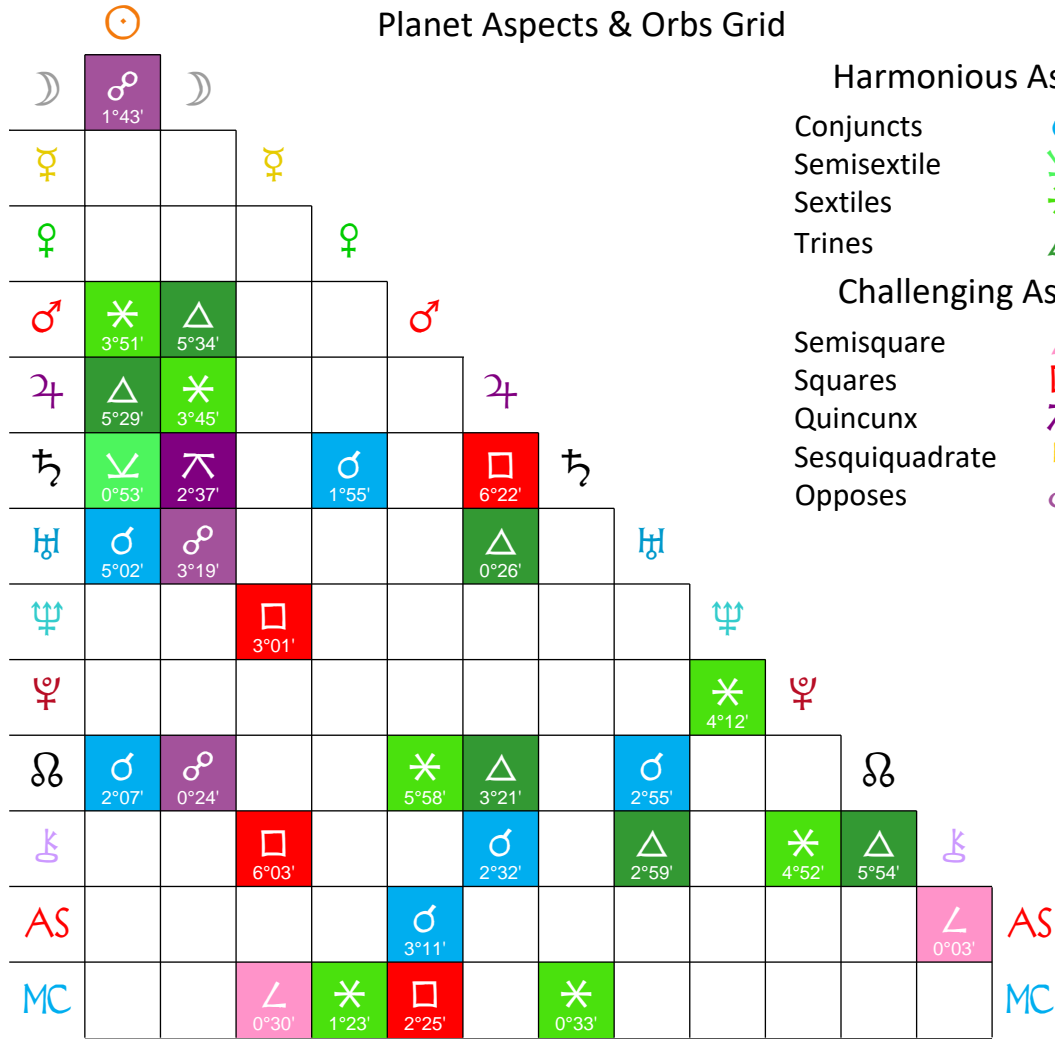 ☉ Planet Aspects & Orbs Grid
Harmonious As
Conjuncts
Semisextile
Sextiles
Trines
Challenging As
Semisquare
Squares
Quincunx
Sesquiquadrate
Opposes
☽ ☍ ☽
1°43'
☿ ☿
♀ ♀
♂ ⚹ △ ♂
3°51' 5°34'
♃ △ ⚹ ♃
5°29' 3°45'
♄ ⚺ ⚻ ☌ □ ♄
0°53' 2°37' 1°55' 6°22'
♅ ☌ ☍ △ ♅
5°02' 3°19' 0°26'
♆ □ ♆
3°01'
♇ ⚹ ♇
4°12'
☊ ☌ ☍ ⚹ △ ☌ ☊
2°07' 0°24' 5°58' 3°21' 2°55'
⚷ □ ☌ △ ⚹ △ ⚷
6°03' 2°32' 2°59' 4°52' 5°54'
AS ☌ ∠ AS
3°11' 0°03'
MC ∠ ⚹ □ ⚹ MC
0°30' 1°23' 2°25' 0°33'